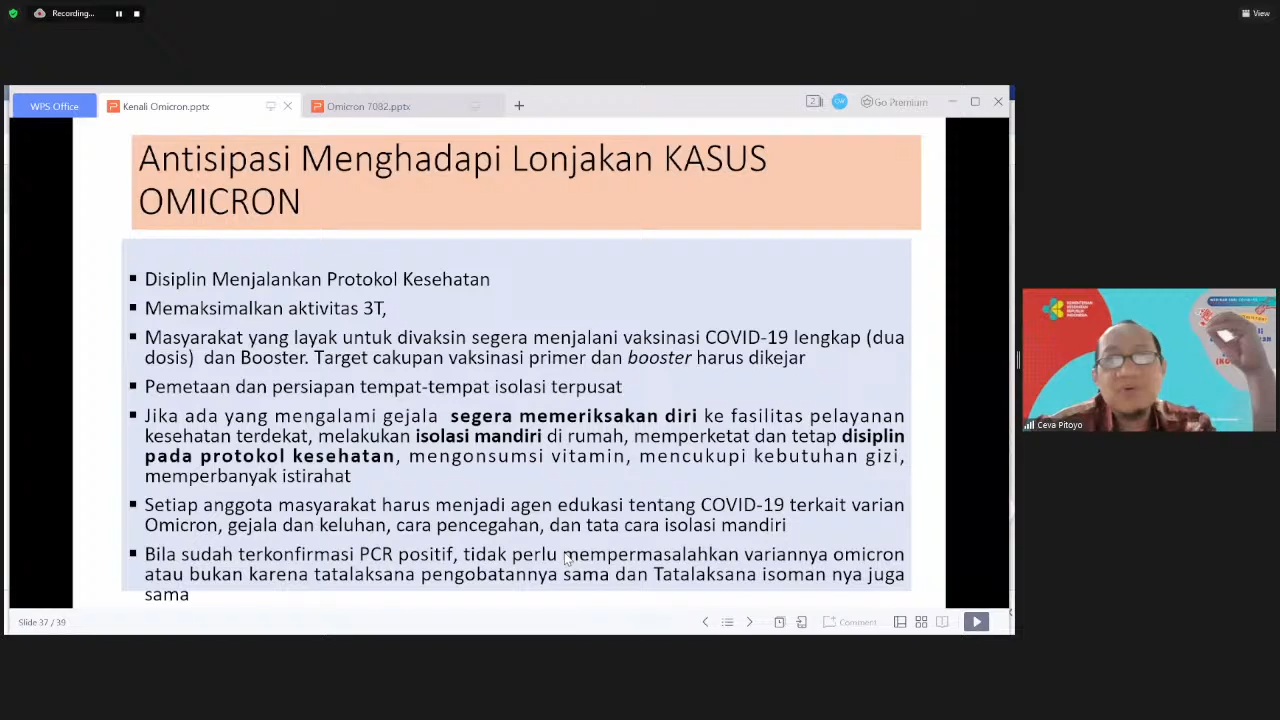 Recording...
View
WPS Office
Kenali Omicron.pptx
Omicron 7082.pptx
Go Premium
Antisipasi Menghadapi Lonjakan KASUS
OMICRON
▪ Disiplin Menjalankan Protokol Kesehatan
▪ Memaksimalkan aktivitas 3T,
▪ Masyarakat yang layak untuk divaksin segera menjalani vaksinasi COVID-19 lengkap (dua
dosis) dan Booster. Target cakupan vaksinasi primer dan booster harus dikejar
▪ Pemetaan dan persiapan tempat-tempat isolasi terpusat
▪ Jika ada yang mengalami gejala segera memeriksakan diri ke fasilitas pelayanan
kesehatan terdekat, melakukan isolasi mandiri di rumah, memperketat dan tetap disiplin
pada protokol kesehatan, mengonsumsi vitamin, mencukupi kebutuhan gizi,
memperbanyak istirahat
▪ Setiap anggota masyarakat harus menjadi agen edukasi tentang COVID-19 terkait varian
Omicron, gejala dan keluhan, cara pencegahan, dan tata cara isolasi mandiri
▪ Bila sudah terkonfirmasi PCR positif, tidak perlu mempermasalahkan variannya omicron
atau bukan karena tatalaksana pengobatannya sama dan Tatalaksana isoman nya juga
sama
Slide 37 / 39
Comment
KEMENTERIAN
KESEHATAN
REPUBLIK
INDONESIA
Ceva Pitoyo